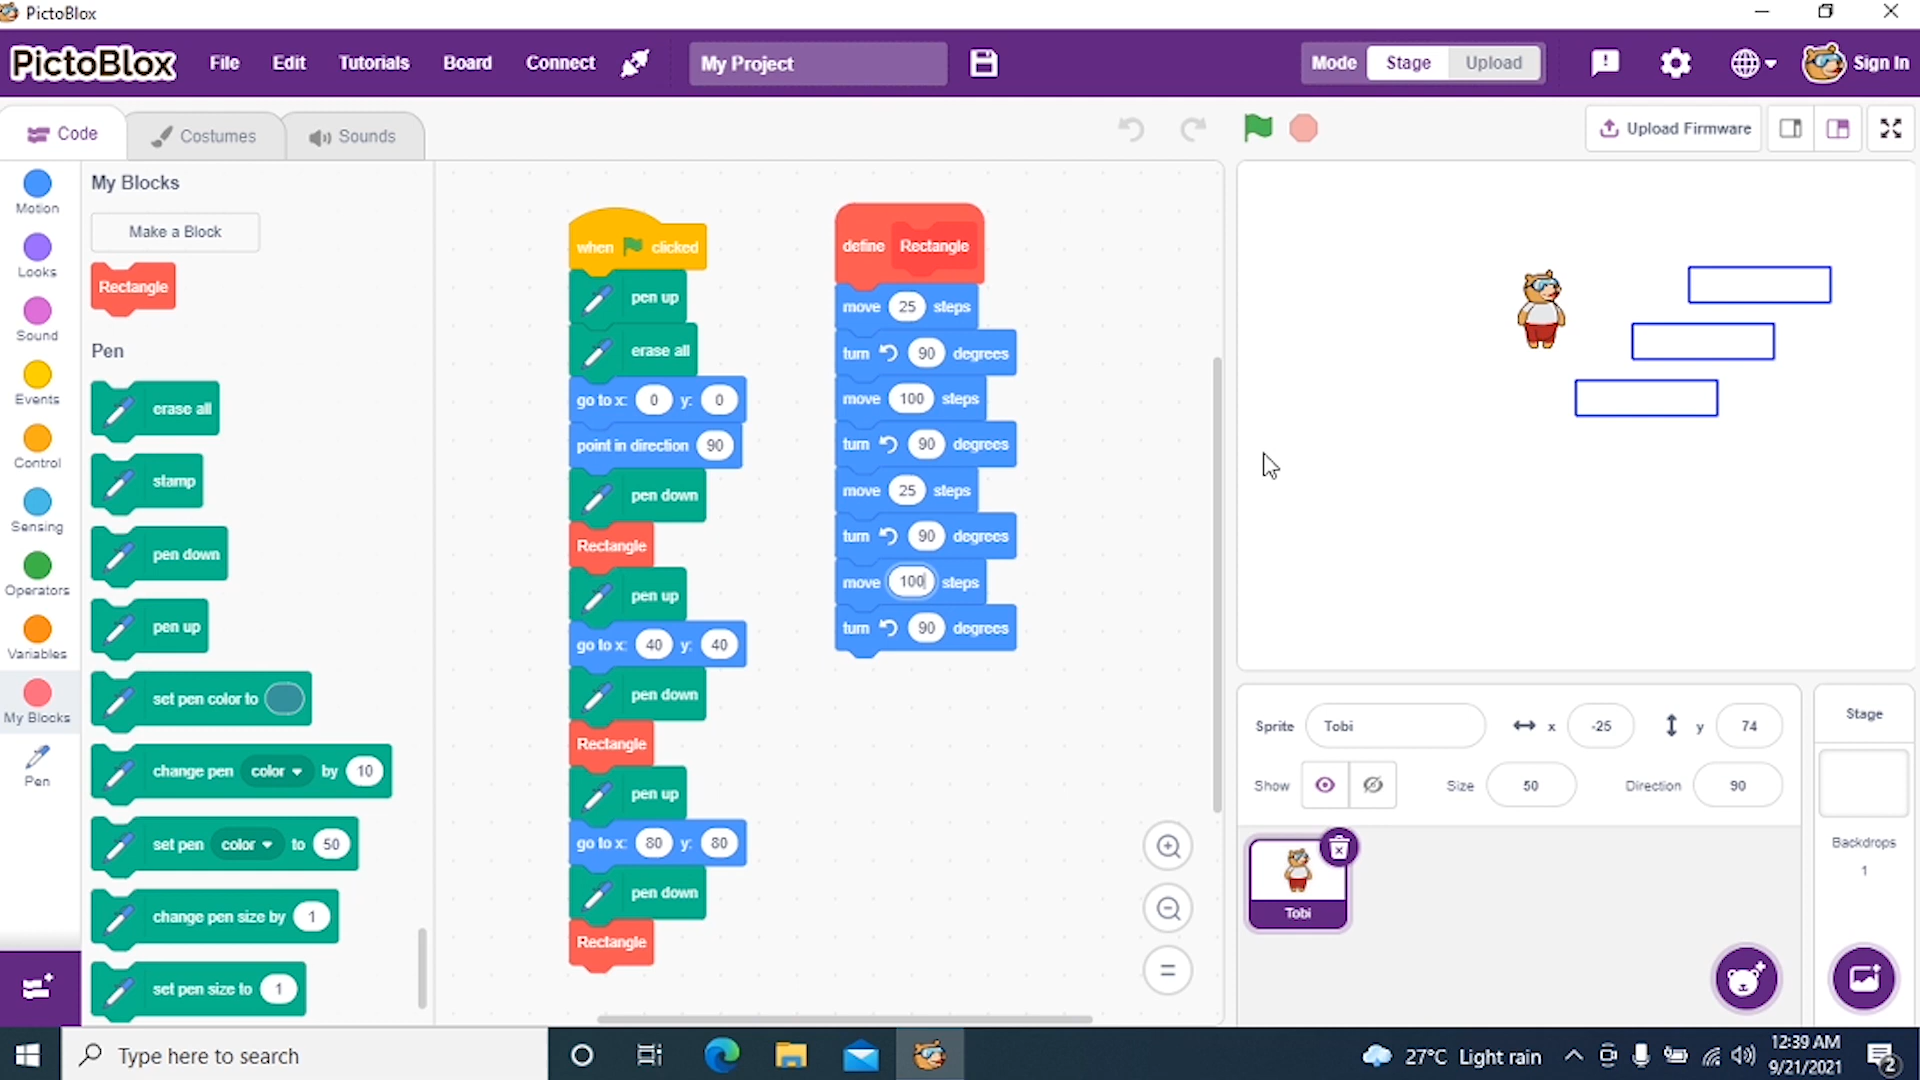 PictoBlox
PictoBlox File Edit Tutorials Board Connect My Project Mode Stage Upload Sign In
Code Costumes Sounds Upload Firmware
Motion
Looks
Sound
Events
Control
Sensing
Operators
Variables
My Blocks
Pen
My Blocks
Make a Block
Rectangle
Pen
erase all
stamp
pen down
pen up
set pen color to
change pen color by 10
set pen color to 50
change pen size by 1
set pen size to 1
when clicked
pen up
erase all
go to x: 0 y: 0
point in direction 90
pen down
Rectangle
pen up
go to x: 40 y: 40
pen down
Rectangle
pen up
go to x: 80 y: 80
pen down
Rectangle
define Rectangle
move 25 steps
turn 90 degrees
move 100 steps
turn 90 degrees
move 25 steps
turn 90 degrees
move 100 steps
turn 90 degrees
Sprite Tobi x -25 y 74
Show Size 50 Direction 90
Tobi
Stage
Backdrops
1
Type here to search
27°C Light rain
12:39 AM
9/21/2021
2